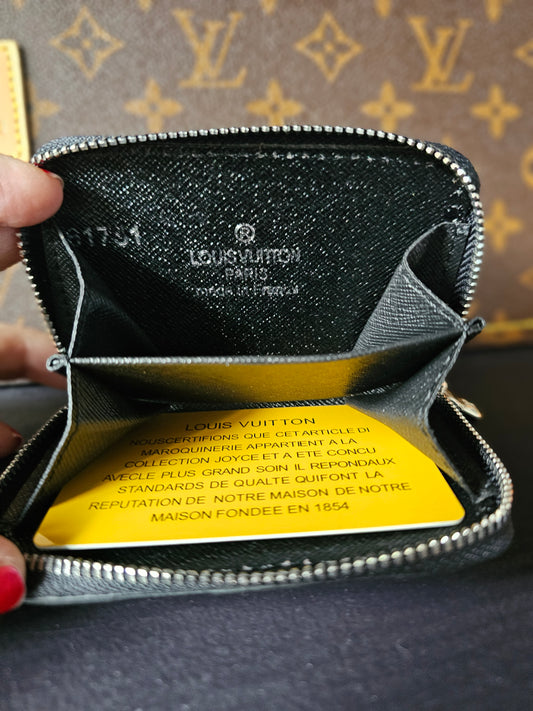 61751
®
LOUIS VUITTON
PARIS
made in France
LOUIS VUITTON
NOUSCERTIFIONS QUE CETARTICLE DI
MAROQUINERIE APPARTIENT A LA
COLLECTION JOYCE ET A ETE CONCU
AVECLE PLUS GRAND SOIN IL REPONDAUX
STANDARDS DE QUALTE QUIFONT LA
REPUTATION DE NOTRE MAISON DE NOTRE
MAISON FONDEE EN 1854